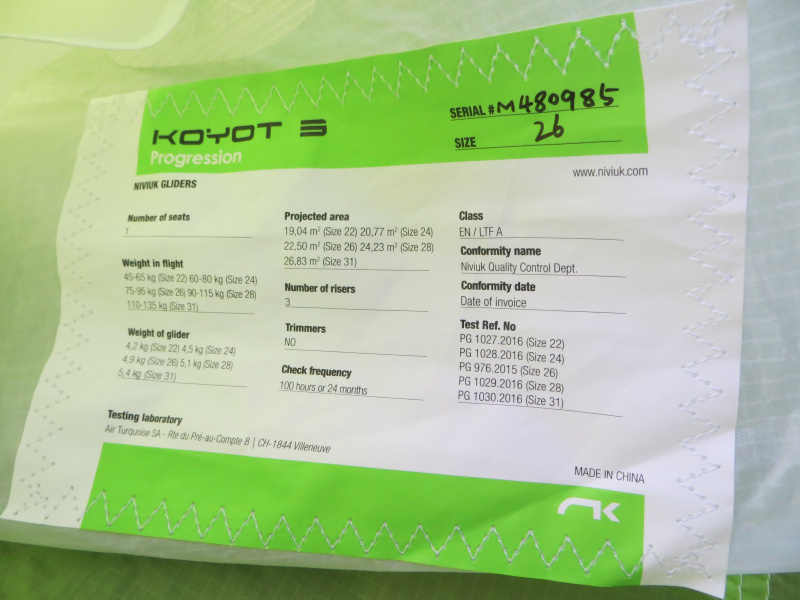 KOYOT 3
Progression
SERIAL # M480985
SIZE 26
www.niviuk.com
NIVIUK GLIDERS
Number of seats
1
Weight in flight
45-65 kg (Size 22) 60-80 kg (Size 24)
75-95 kg (Size 26) 90-115 kg (Size 28)
110-135 kg (Size 31)
Weight of glider
4,2 kg (Size 22) 4,5 kg (Size 24)
4,9 kg (Size 26) 5,1 kg (Size 28)
5,4 kg (Size 31)
Projected area
19,04 m² (Size 22) 20,77 m² (Size 24)
22,50 m² (Size 26) 24,23 m² (Size 28)
26,83 m² (Size 31)
Number of risers
3
Trimmers
NO
Check frequency
100 hours or 24 months
Class
EN / LTF A
Conformity name
Niviuk Quality Control Dept.
Conformity date
Date of invoice
Test Ref. No
PG 1027.2016 (Size 22)
PG 1028.2016 (Size 24)
PG 976.2015 (Size 26)
PG 1029.2016 (Size 28)
PG 1030.2016 (Size 31)
Testing laboratory
Air Turquoise SA - Rte du Pré-au-Compte 8 | CH-1844 Villeneuve
MADE IN CHINA